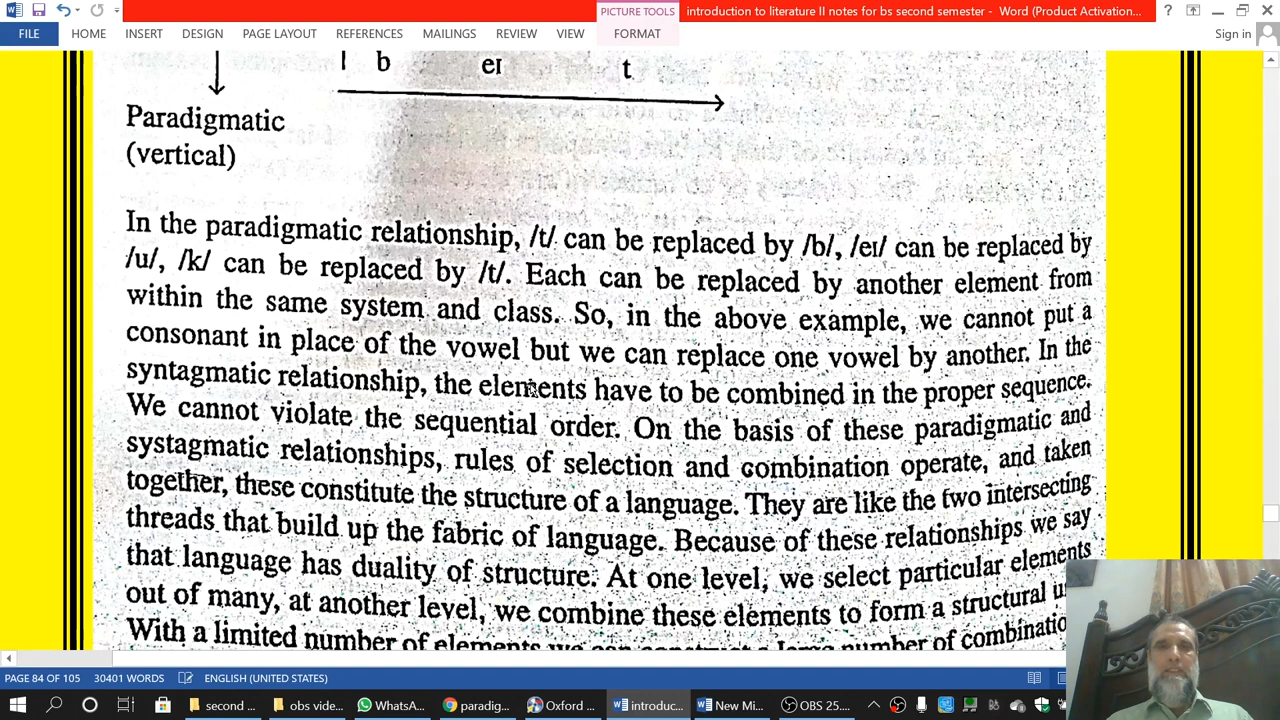 PICTURE TOOLS
introduction to literature II notes for bs second semester - Word (Product Activation...
FILE HOME INSERT DESIGN PAGE LAYOUT REFERENCES MAILINGS REVIEW VIEW FORMAT Sign in
b eɪ t
Paradigmatic
(vertical)
In the paradigmatic relationship, /t/ can be replaced by /b/, /eɪ/ can be replaced by
/u/, /k/ can be replaced by /t/. Each can be replaced by another element from
within the same system and class. So, in the above example, we cannot put a
consonant in place of the vowel but we can replace one vowel by another. In the
syntagmatic relationship, the elements have to be combined in the proper sequence.
We cannot violate the sequential order. On the basis of these paradigmatic and
systagmatic relationships, rules of selection and combination operate, and taken
together, these constitute the structure of a language. They are like the two intersecting
threads that build up the fabric of language. Because of these relationships we say
that language has duality of structure. At one level, we select particular elements
out of many, at another level, we combine these elements to form a structural
With a limited number of elements we can construct a large number of
PAGE 84 OF 105 30401 WORDS ENGLISH (UNITED STATES)
second ... obs vide... WhatsA... paradig... Oxford ... introduc... New Mi... OBS 25....